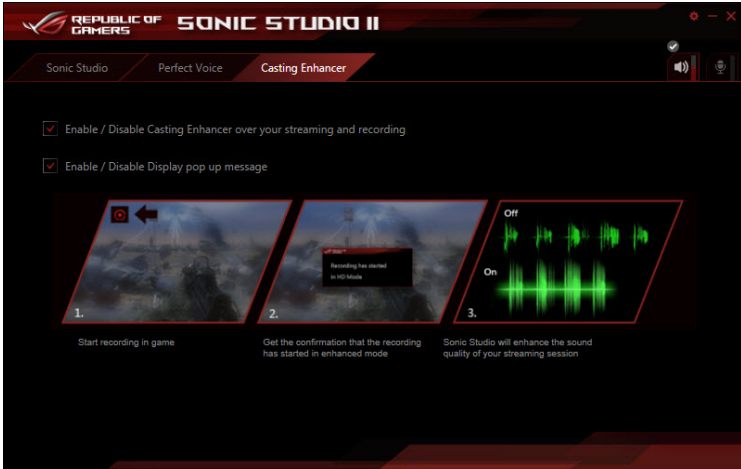 REPUBLIC OF
GAMERS
SONIC STUDIO II
Sonic Studio
Perfect Voice
Casting Enhancer
Enable / Disable Casting Enhancer over your streaming and recording
Enable / Disable Display pop up message
Recording has started
in HD Mode
Off
On
1.
2.
3.
Start recording in game
Get the confirmation that the recording
has started in enhanced mode
Sonic Studio will enhance the sound
quality of your streaming session